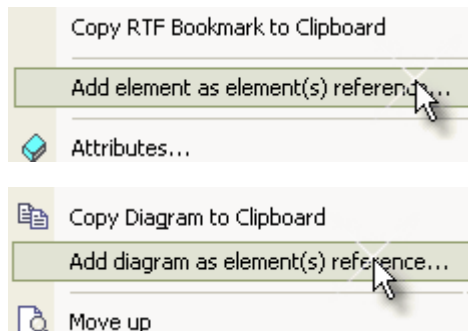 Copy RTF Bookmark to Clipboard
Add element as element(s) reference...
Attributes...
Copy Diagram to Clipboard
Add diagram as element(s) reference...
Move up